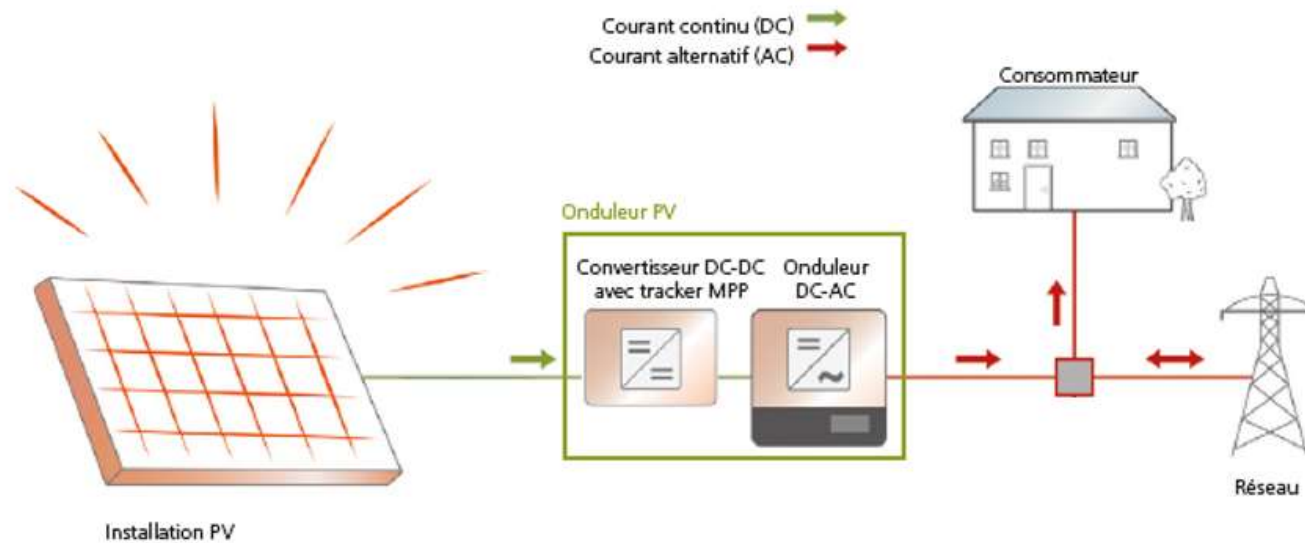 Courant continu (DC)
Courant alternatif (AC)
Consommateur
Onduleur PV
Convertisseur DC-DC
avec tracker MPP
Onduleur
DC-AC
Réseau
Installation PV